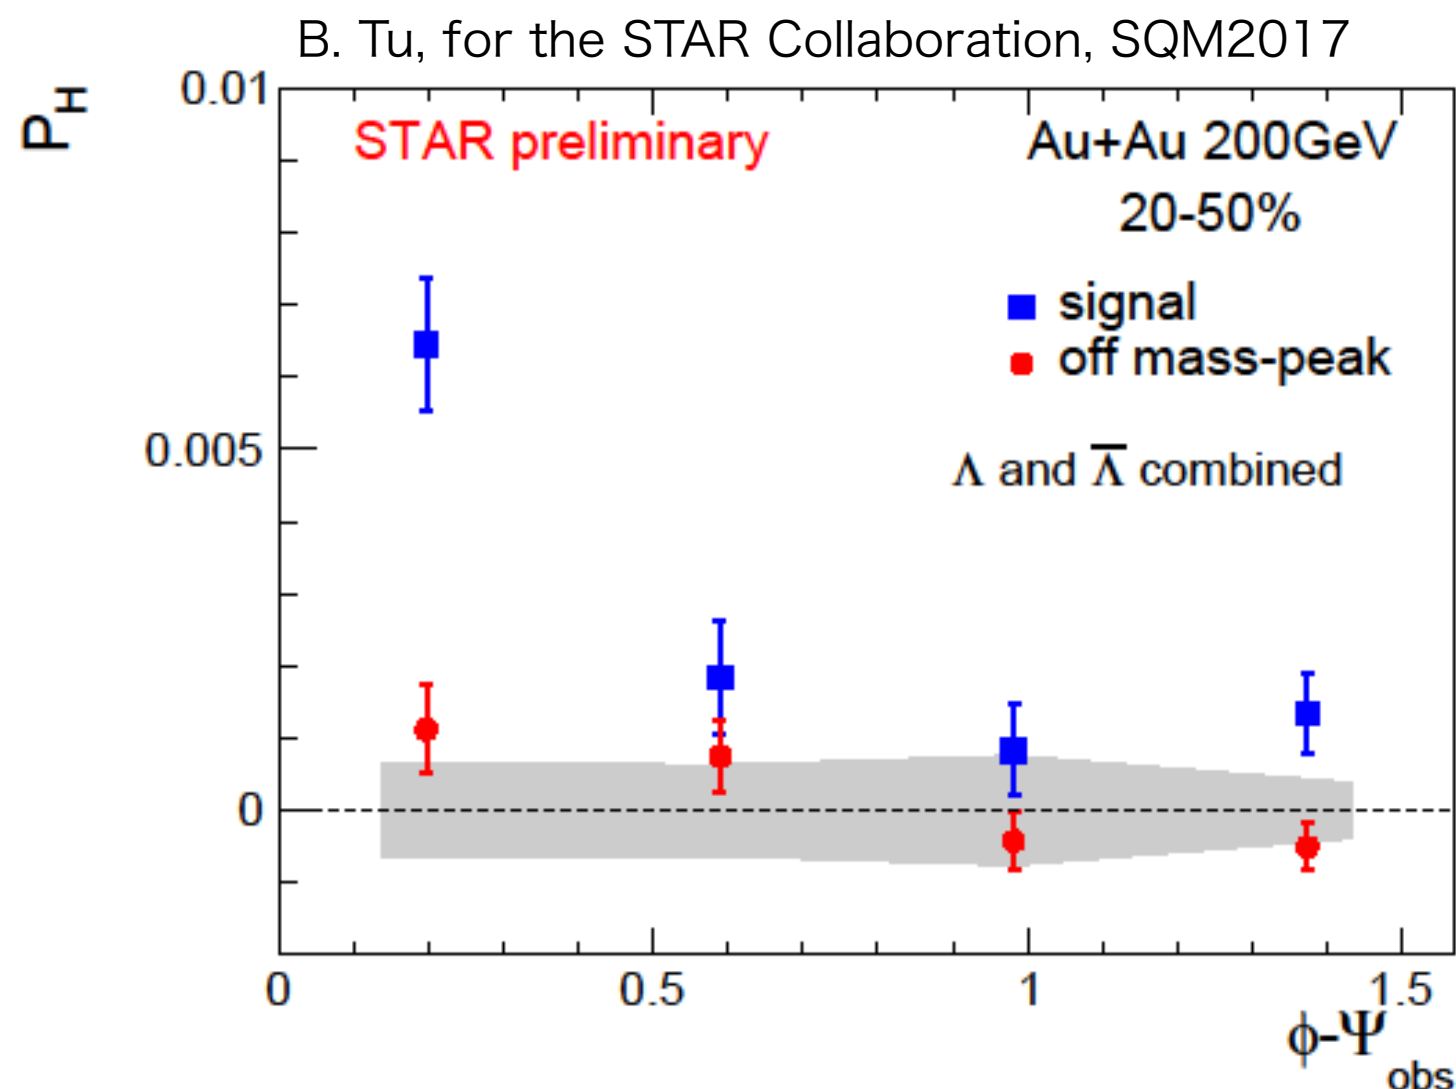 B. Tu, for the STAR Collaboration, SQM2017
P_H
0.01
STAR preliminary
Au+Au 200GeV
20-50%
signal
off mass-peak
0.005
Λ and Λ̅ combined
0
0
0.5
1
1.5
ϕ-Ψ_obs